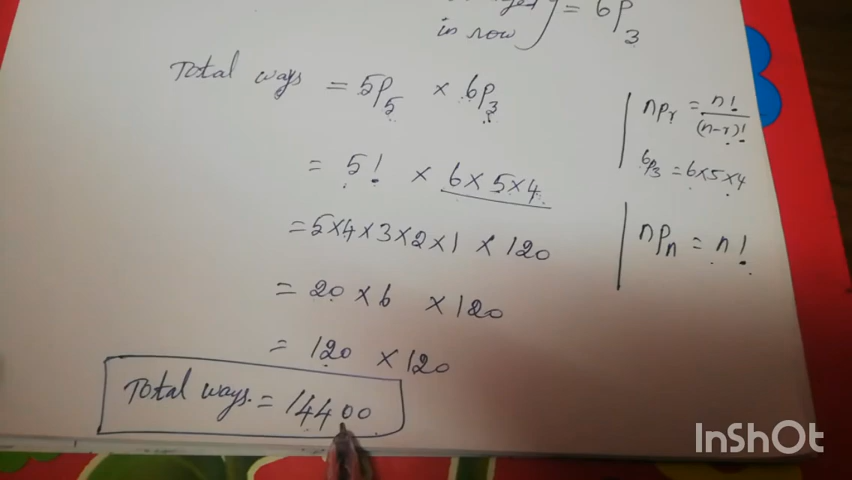 = 6P3
in row
Total ways = 5P5 × 6P3
= 5! × 6×5×4
= 5×4×3×2×1 × 120
= 20 × 6 × 120
= 120 × 120
Total ways. = 14400
nPr = n!/(n-r)!
6P3 = 6×5×4
nPn = n!
InShOt